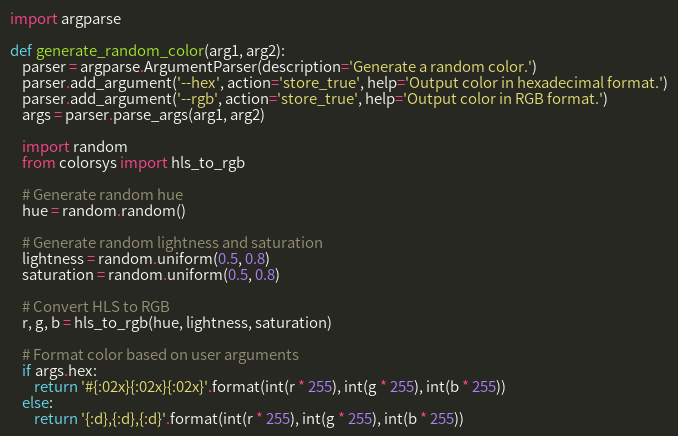 import argparse

def generate_random_color(arg1, arg2):
    parser = argparse.ArgumentParser(description='Generate a random color.')
    parser.add_argument('--hex', action='store_true', help='Output color in hexadecimal format.')
    parser.add_argument('--rgb', action='store_true', help='Output color in RGB format.')
    args = parser.parse_args(arg1, arg2)

    import random
    from colorsys import hls_to_rgb

    # Generate random hue
    hue = random.random()

    # Generate random lightness and saturation
    lightness = random.uniform(0.5, 0.8)
    saturation = random.uniform(0.5, 0.8)

    # Convert HLS to RGB
    r, g, b = hls_to_rgb(hue, lightness, saturation)

    # Format color based on user arguments
    if args.hex:
        return '#{:02x}{:02x}{:02x}'.format(int(r * 255), int(g * 255), int(b * 255))
    else:
        return '{:d},{:d},{:d}'.format(int(r * 255), int(g * 255), int(b * 255))